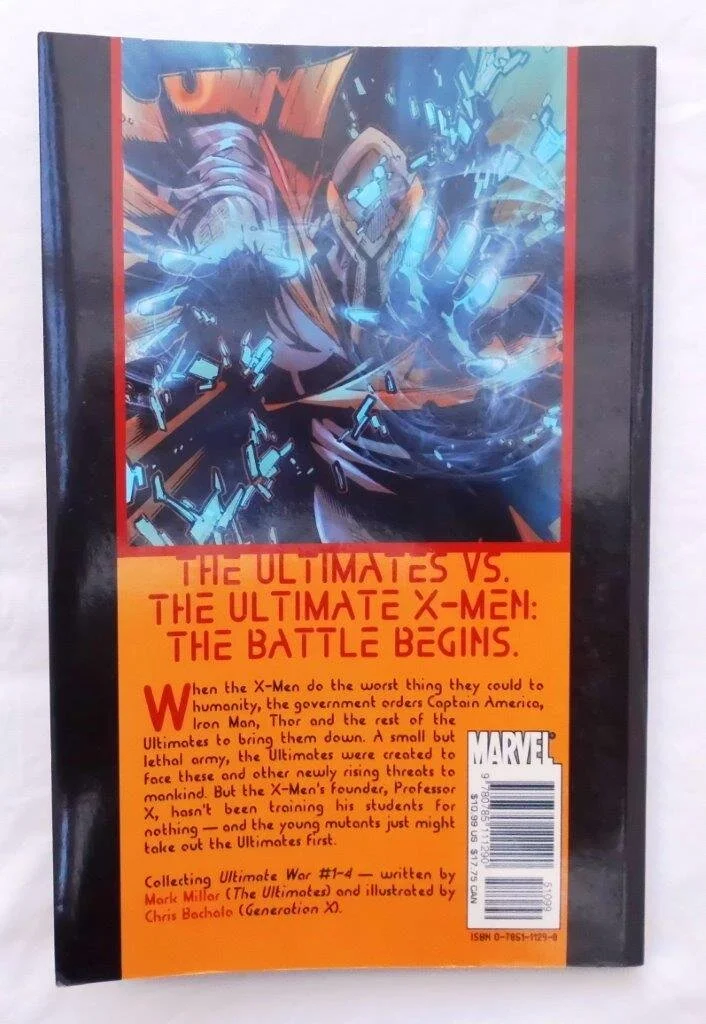 THE ULTIMATES VS.
THE ULTIMATE X-MEN:
THE BATTLE BEGINS.
When the X-Men do the worst thing they could to
humanity, the government orders Captain America,
Iron Man, Thor and the rest of the
Ultimates to bring them down. A small but
lethal army, the Ultimates were created to
face these and other newly rising threats to
mankind. But the X-Men's founder, Professor
X, hasn't been training his students for
nothing — and the young mutants just might
take out the Ultimates first.
Collecting Ultimate War #1-4 — written by
Mark Millar (The Ultimates) and illustrated by
Chris Bachalo (Generation X).
MARVEL®
9 780785 111290
51099
$10.99 US $17.75 CAN
ISBN 0-7851-1129-8